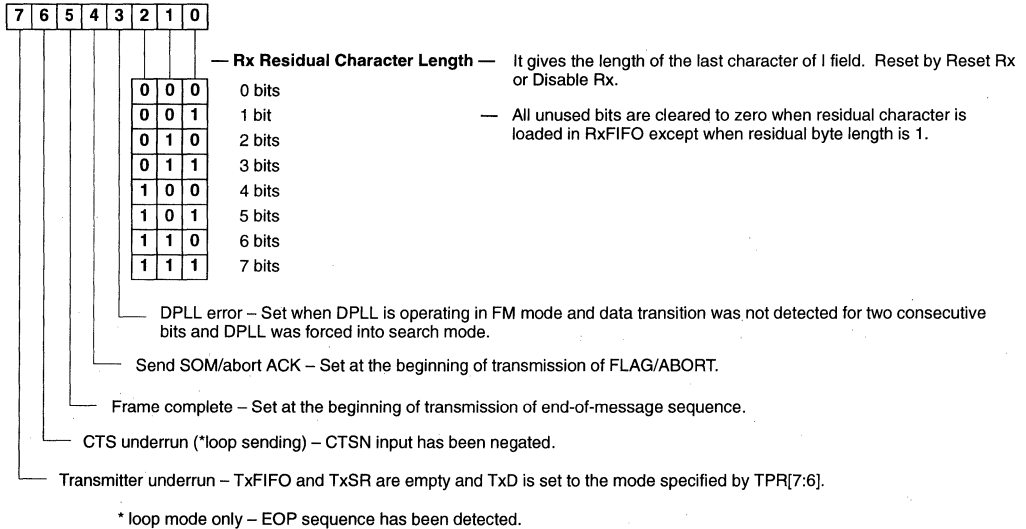 7 6 5 4 3 2 1 0
— Rx Residual Character Length — It gives the length of the last character of I field. Reset by Reset Rx
or Disable Rx.
0 0 0 0 bits
0 0 1 1 bit — All unused bits are cleared to zero when residual character is
loaded in RxFIFO except when residual byte length is 1.
0 1 0 2 bits
0 1 1 3 bits
1 0 0 4 bits
1 0 1 5 bits
1 1 0 6 bits
1 1 1 7 bits
DPLL error – Set when DPLL is operating in FM mode and data transition was not detected for two consecutive
bits and DPLL was forced into search mode.
Send SOM/abort ACK – Set at the beginning of transmission of FLAG/ABORT.
Frame complete – Set at the beginning of transmission of end-of-message sequence.
CTS underrun (*loop sending) – CTSN input has been negated.
Transmitter underrun – TxFIFO and TxSR are empty and TxD is set to the mode specified by TPR[7:6].
* loop mode only – EOP sequence has been detected.